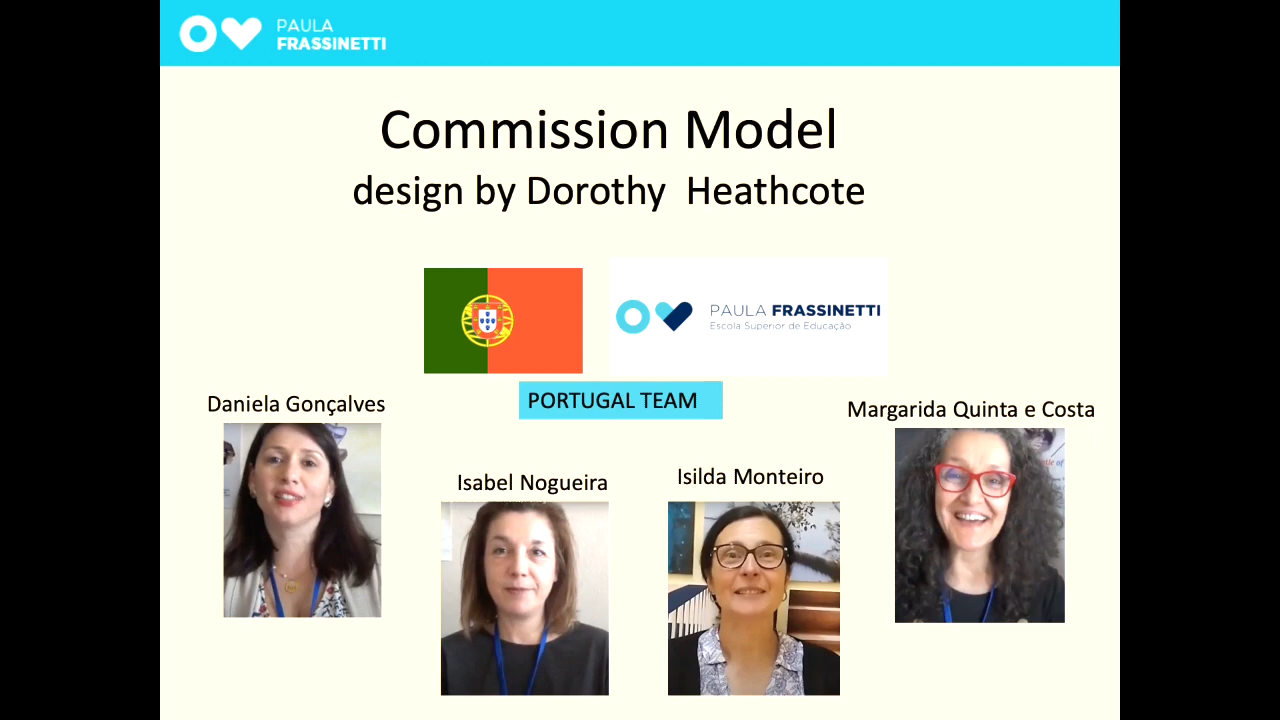 PAULA
FRASSINETTI
Commission Model
design by Dorothy Heathcote
PAULA FRASSINETTI
Escola Superior de Educação
PORTUGAL TEAM
Daniela Gonçalves
Margarida Quinta e Costa
Isabel Nogueira
Isilda Monteiro